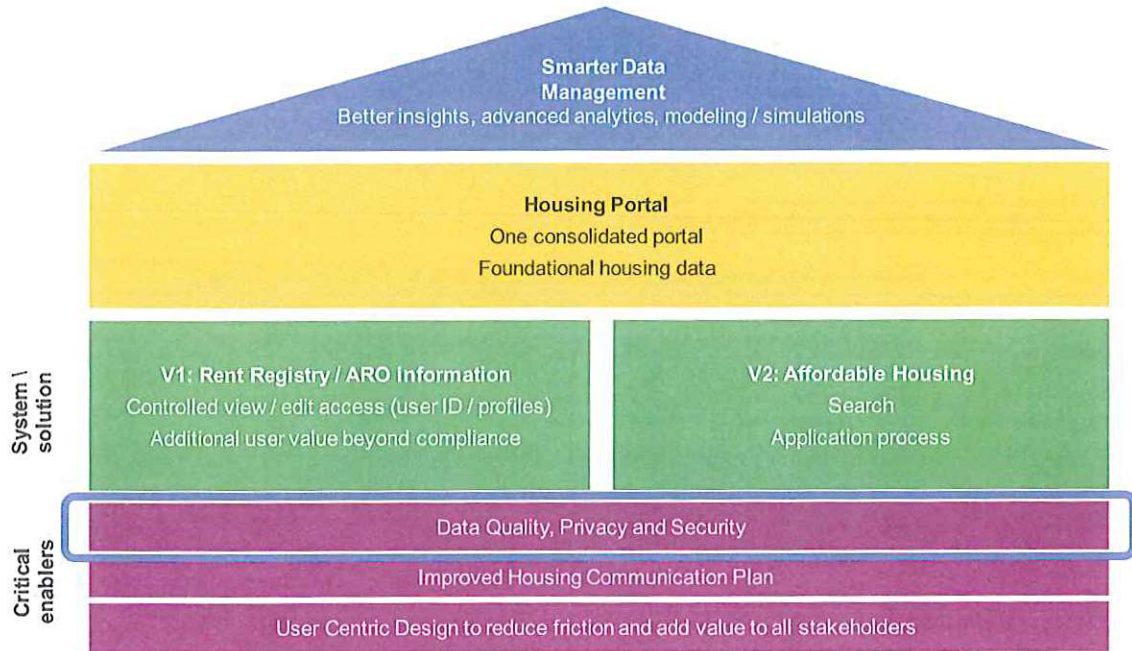 Smarter Data
Management
Better insights, advanced analytics, modeling / simulations
Housing Portal
One consolidated portal
Foundational housing data
System \
solution
V1: Rent Registry / ARO Information
Controlled view / edit access (user ID / profiles)
Additional user value beyond compliance
V2: Affordable Housing
Search
Application process
Critical
enablers
Data Quality, Privacy and Security
Improved Housing Communication Plan
User Centric Design to reduce friction and add value to all stakeholders